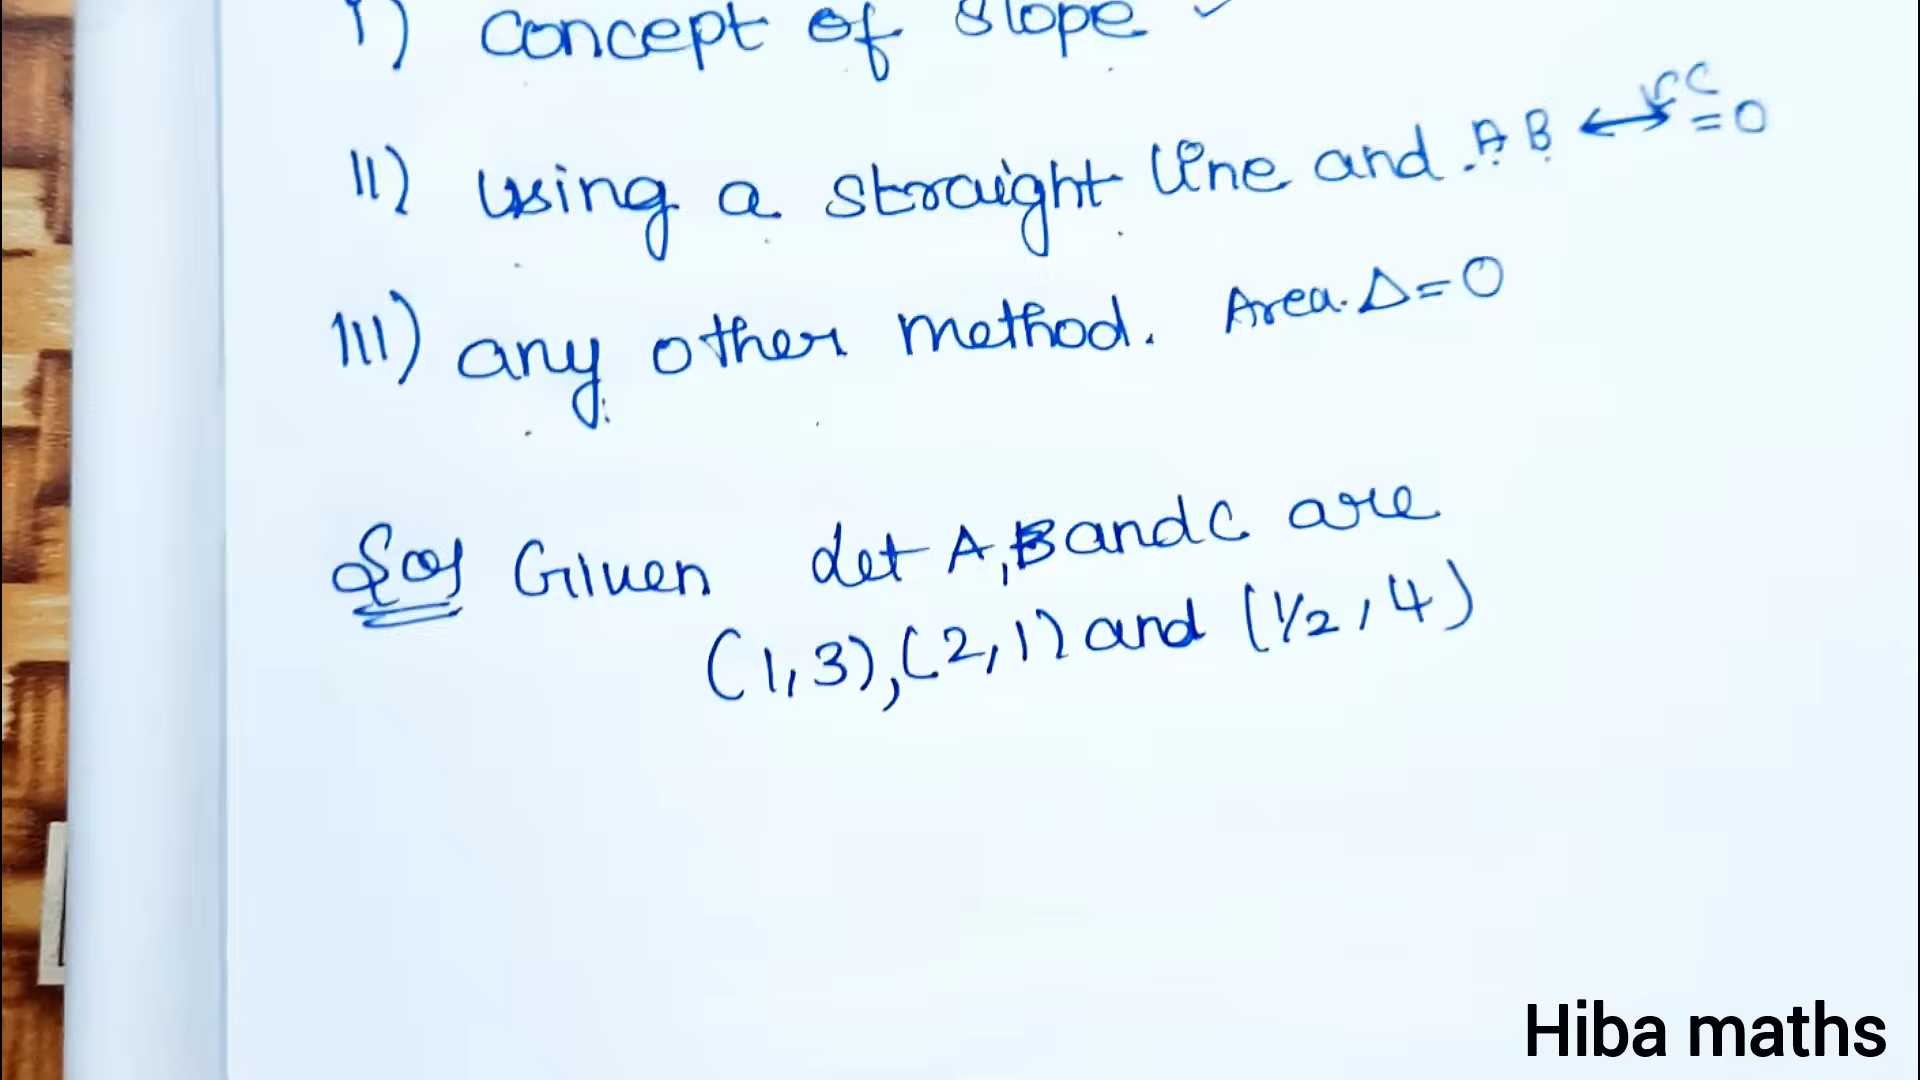 I) concept of slope
II) using a straight line and AB ↔ C = 0
III) any other method. Area. Δ = 0
Sol Given let A, B and C are
(1, 3), (2, 1) and (1/2, 4)
Hiba maths